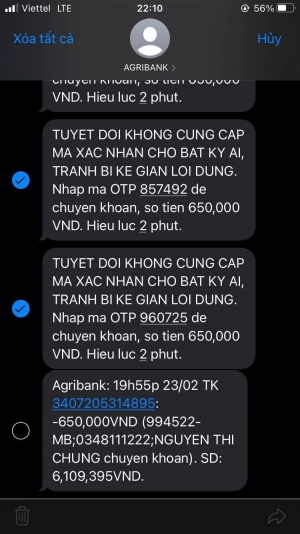 Viettel LTE 22:10 56%
Xóa tất cả Hủy
AGRIBANK
chuyen khoan, so tien 650,000
VND. Hieu luc 2 phut.
TUYET DOI KHONG CUNG CAP
MA XAC NHAN CHO BAT KY AI,
TRANH BI KE GIAN LOI DUNG.
Nhap ma OTP 857492 de
chuyen khoan, so tien 650,000
VND. Hieu luc 2 phut.
TUYET DOI KHONG CUNG CAP
MA XAC NHAN CHO BAT KY AI,
TRANH BI KE GIAN LOI DUNG.
Nhap ma OTP 960725 de
chuyen khoan, so tien 650,000
VND. Hieu luc 2 phut.
Agribank: 19h55p 23/02 TK
3407205314895:
-650,000VND (994522-
MB;0348111222;NGUYEN THI
CHUNG chuyen khoan). SD:
6,109,395VND.